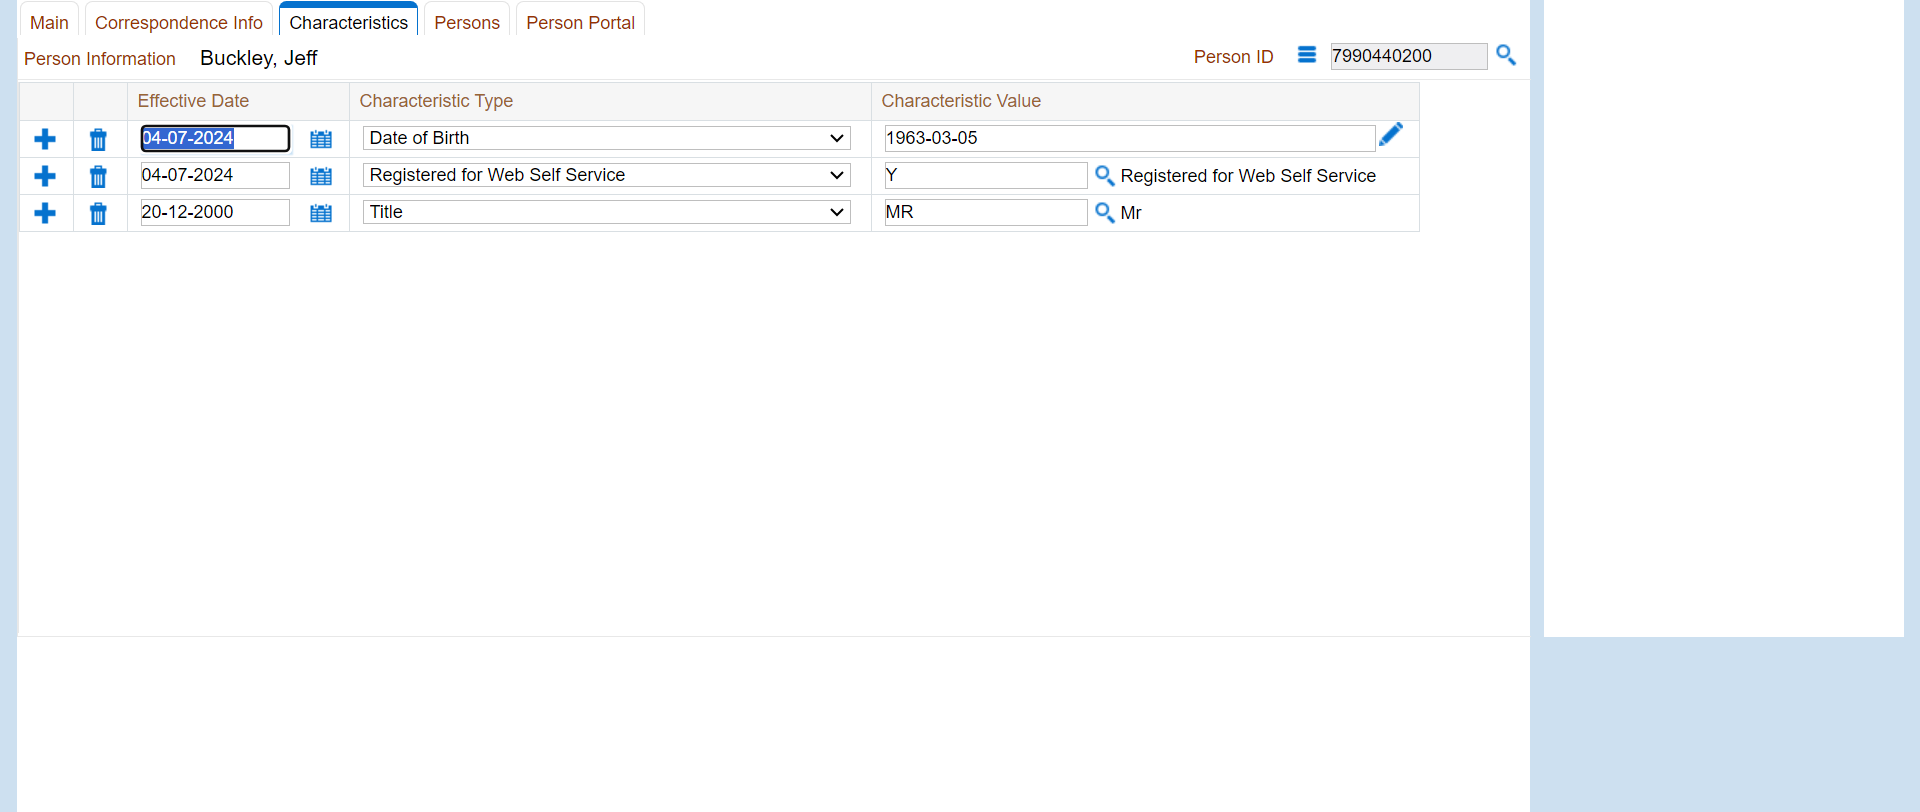 Main Correspondence Info Characteristics Persons Person Portal
Person Information Buckley, Jeff Person ID 7990440200
Effective Date Characteristic Type Characteristic Value
04-07-2024 Date of Birth 1963-03-05
04-07-2024 Registered for Web Self Service Y Registered for Web Self Service
20-12-2000 Title MR Mr